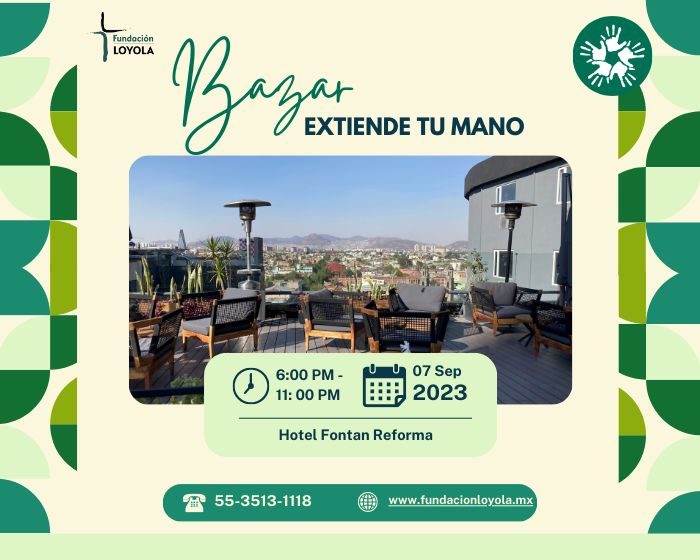 Fundación
LOYOLA
Bazar
EXTIENDE TU MANO
6:00 PM -
11: 00 PM
07 Sep
2023
Hotel Fontan Reforma
55-3513-1118
www.fundacionloyola.mx